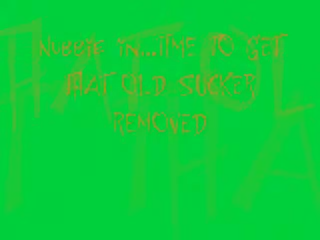 NUBBIE IN...TIME TO GET
THAT OLD SUCKER
REMOVED